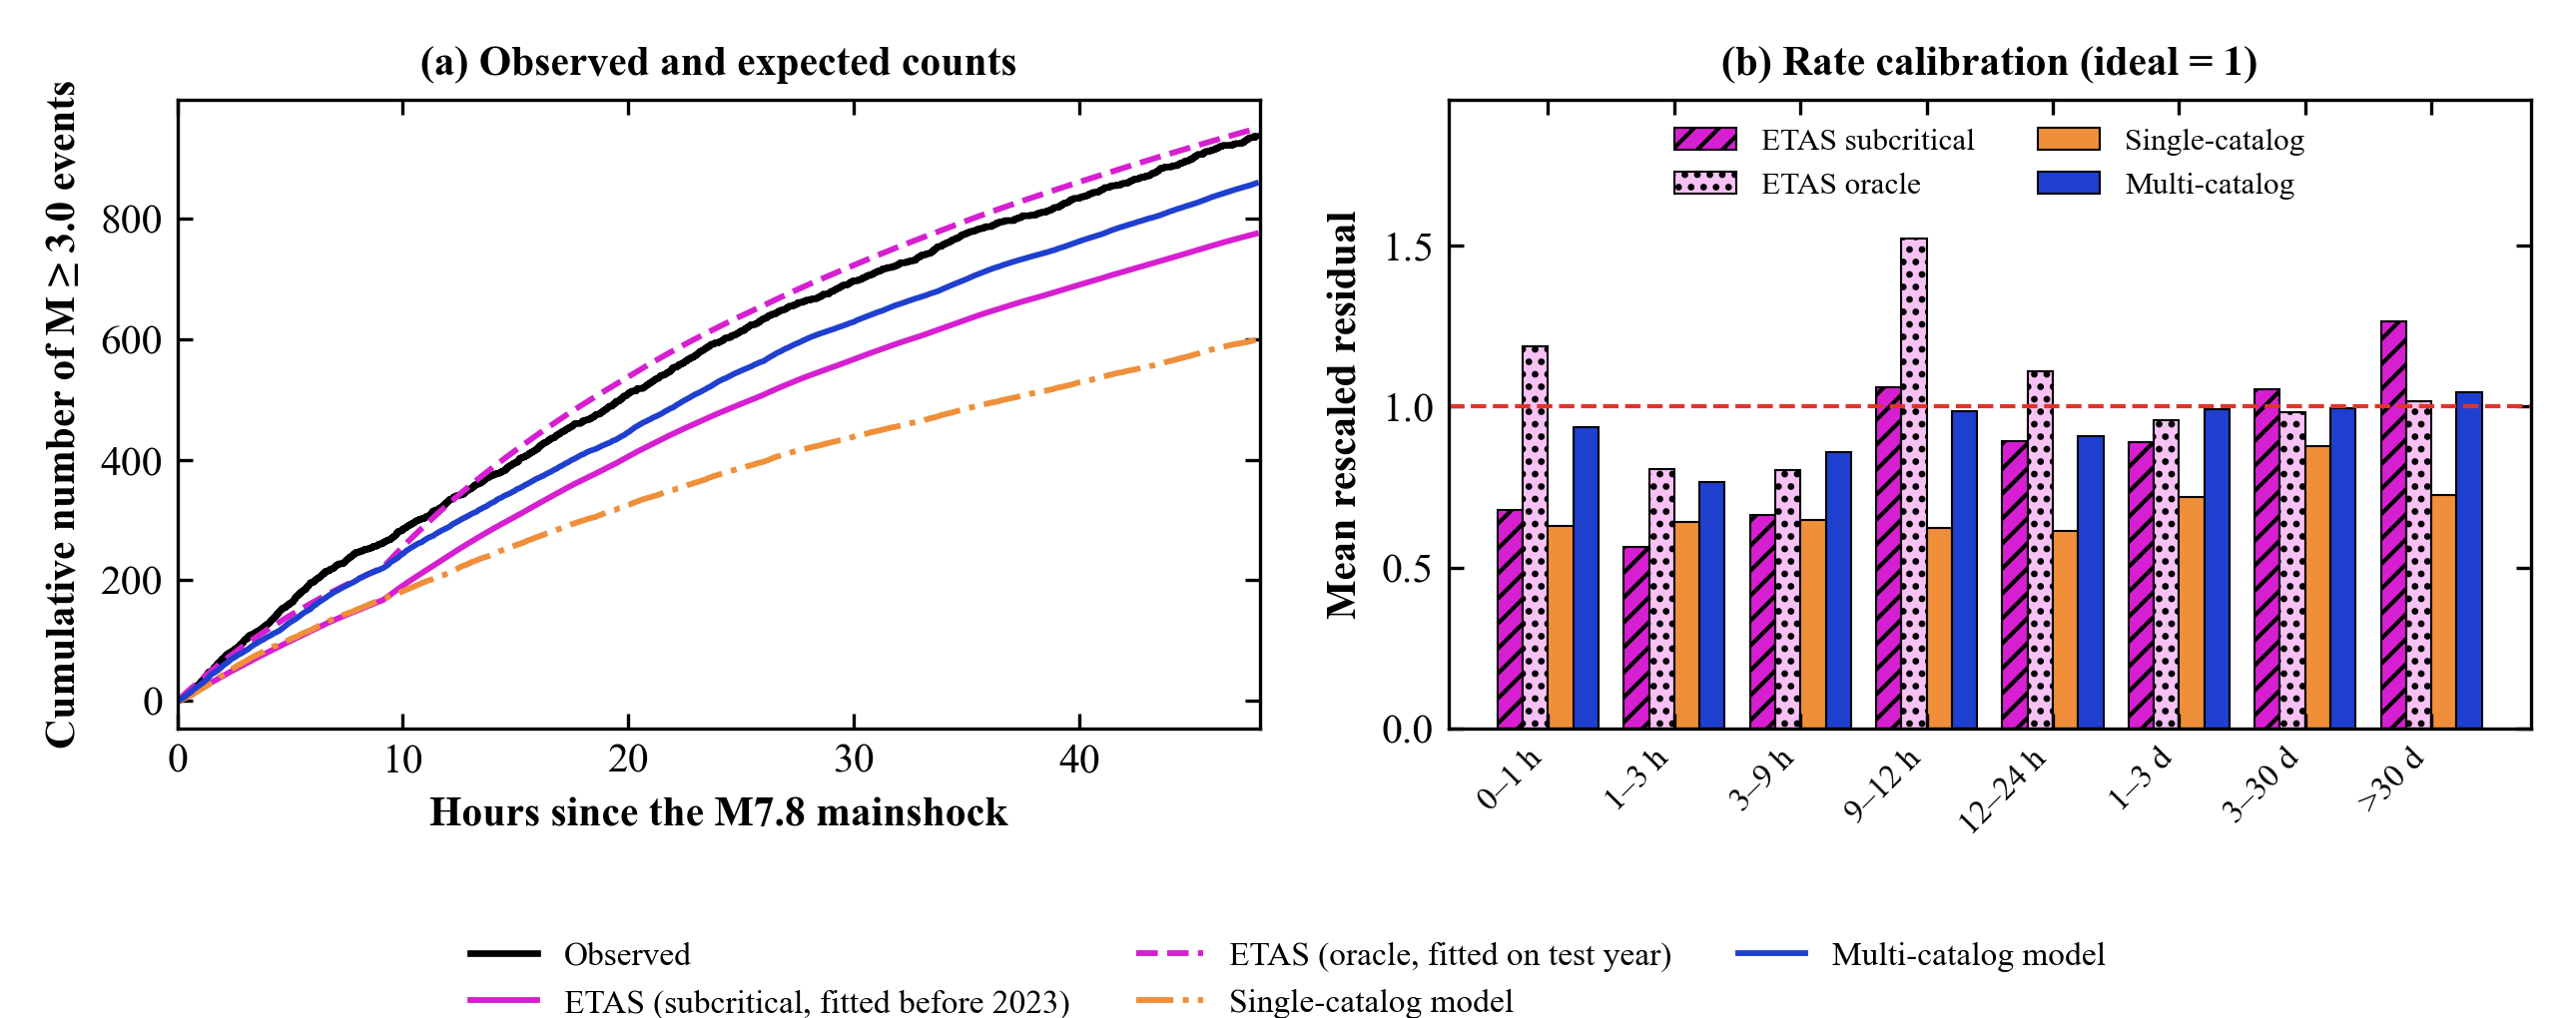 (a) Observed and expected counts
Cumulative number of M ≥ 3.0 events
800
600
400
200
0
0 10 20 30 40
Hours since the M7.8 mainshock
(b) Rate calibration (ideal = 1)
ETAS subcritical
ETAS oracle
Single-catalog
Multi-catalog
Mean rescaled residual
1.5
1.0
0.5
0.0
0–1 h
1–3 h
3–9 h
9–12 h
12–24 h
1–3 d
3–30 d
>30 d
Observed
ETAS (subcritical, fitted before 2023)
ETAS (oracle, fitted on test year)
Single-catalog model
Multi-catalog model